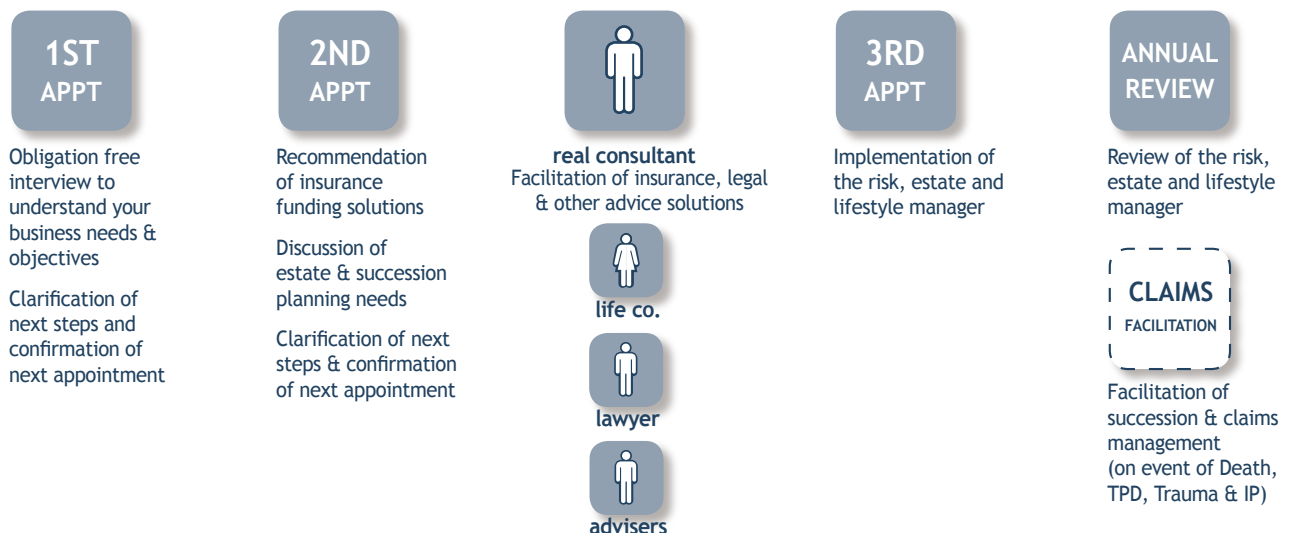 1ST
APPT
Obligation free
interview to
understand your
business needs &
objectives
Clarification of
next steps and
confirmation of
next appointment
2ND
APPT
Recommendation
of insurance
funding solutions
Discussion of
estate & succession
planning needs
Clarification of next
steps & confirmation
of next appointment
real consultant
Facilitation of insurance, legal
& other advice solutions
life co.
lawyer
advisers
3RD
APPT
Implementation of
the risk, estate and
lifestyle manager
ANNUAL
REVIEW
Review of the risk,
estate and lifestyle
manager
CLAIMS
FACILITATION
Facilitation of
succession & claims
management
(on event of Death,
TPD, Trauma & IP)